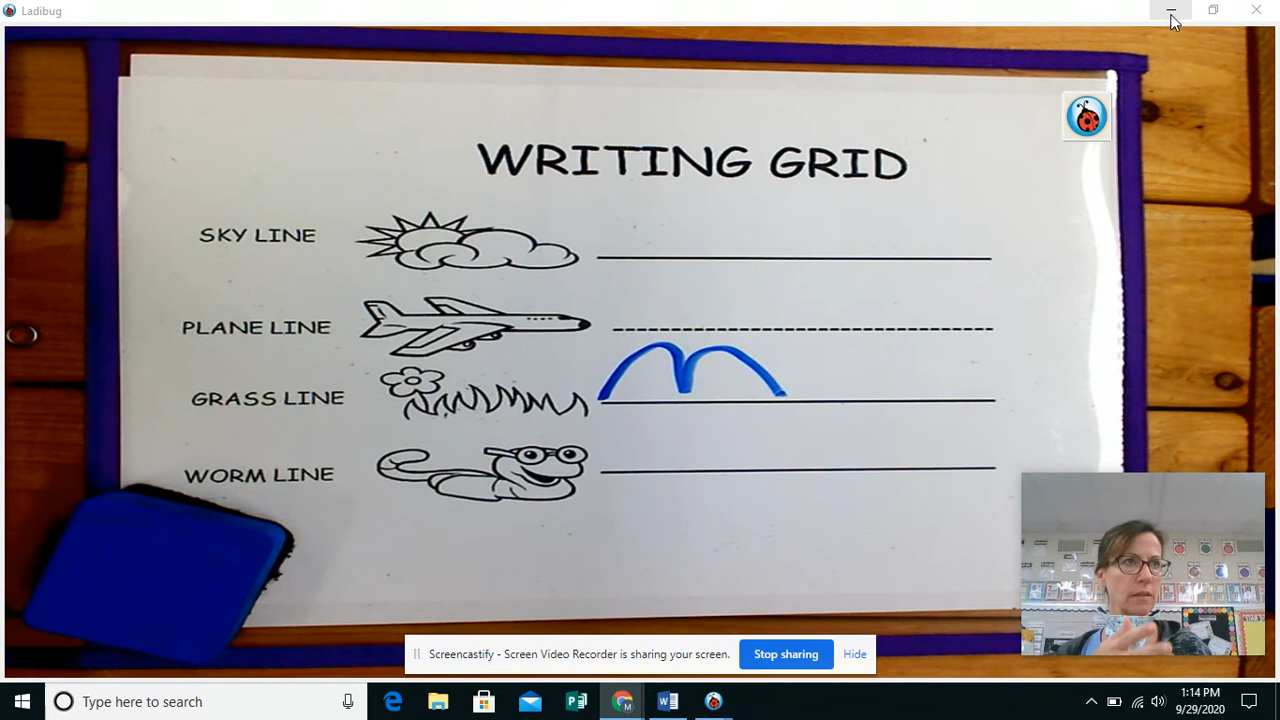 Ladibug
WRITING GRID
SKY LINE
PLANE LINE
m
GRASS LINE
WORM LINE
Screencastify - Screen Video Recorder is sharing your screen.
Stop sharing
Hide
Type here to search
1:14 PM
9/29/2020